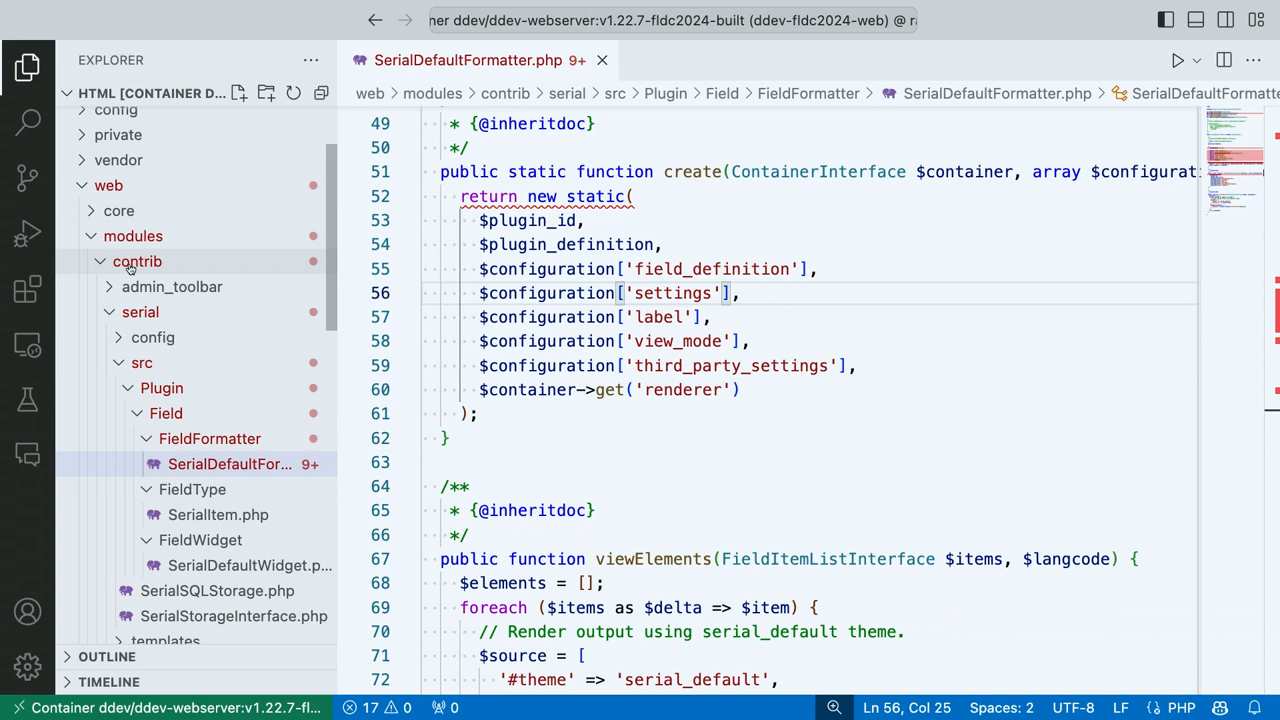 ner ddev/ddev-webserver:v1.22.7-fldc2024-built (ddev-fldc2024-web) @
EXPLORER
SerialDefaultFormatter.php 9+
HTML [CONTAINER D...
web > modules > contrib > serial > src > Plugin > Field > FieldFormatter > SerialDefaultFormatter.php > SerialDefaultFormatte
config
private
vendor
web
core
modules
contrib
admin_toolbar
serial
config
src
Plugin
Field
FieldFormatter
SerialDefaultFor... 9+
FieldType
SerialItem.php
FieldWidget
SerialDefaultWidget.p...
SerialSQLStorage.php
SerialStorageInterface.php
templates
OUTLINE
TIMELINE
49 * {@inheritdoc}
50 */
51 public static function create(ContainerInterface $container, array $configurat
52 return new static(
53 $plugin_id,
54 $plugin_definition,
55 $configuration['field_definition'],
56 $configuration['settings'],
57 $configuration['label'],
58 $configuration['view_mode'],
59 $configuration['third_party_settings'],
60 $container->get('renderer')
61 );
62 }
63
64 /**
65 * {@inheritdoc}
66 */
67 public function viewElements(FieldItemListInterface $items, $langcode) {
68 $elements = [];
69 foreach ($items as $delta => $item) {
70 // Render output using serial_default theme.
71 $source = [
72 '#theme' => 'serial_default',
Container ddev/ddev-webserver:v1.22.7-fl... 17 0 0 Ln 56, Col 25 Spaces: 2 UTF-8 LF PHP